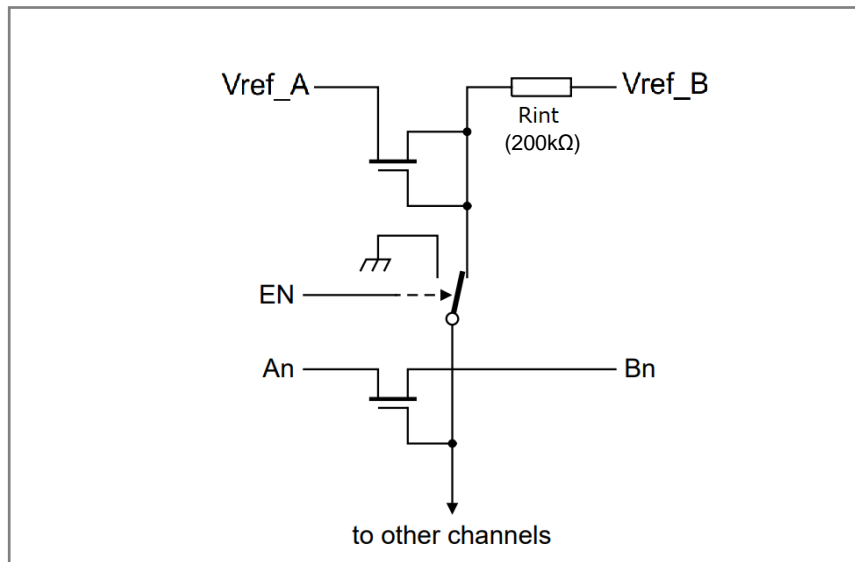 Vref_A
Vref_B
Rint
(200kΩ)
EN
An
Bn
to other channels